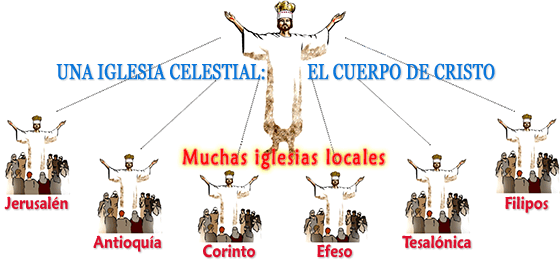 UNA IGLESIA CELESTIAL: EL CUERPO DE CRISTO
Muchas iglesias locales
Jerusalén
Antioquía
Corinto
Efeso
Tesalónica
Filipos